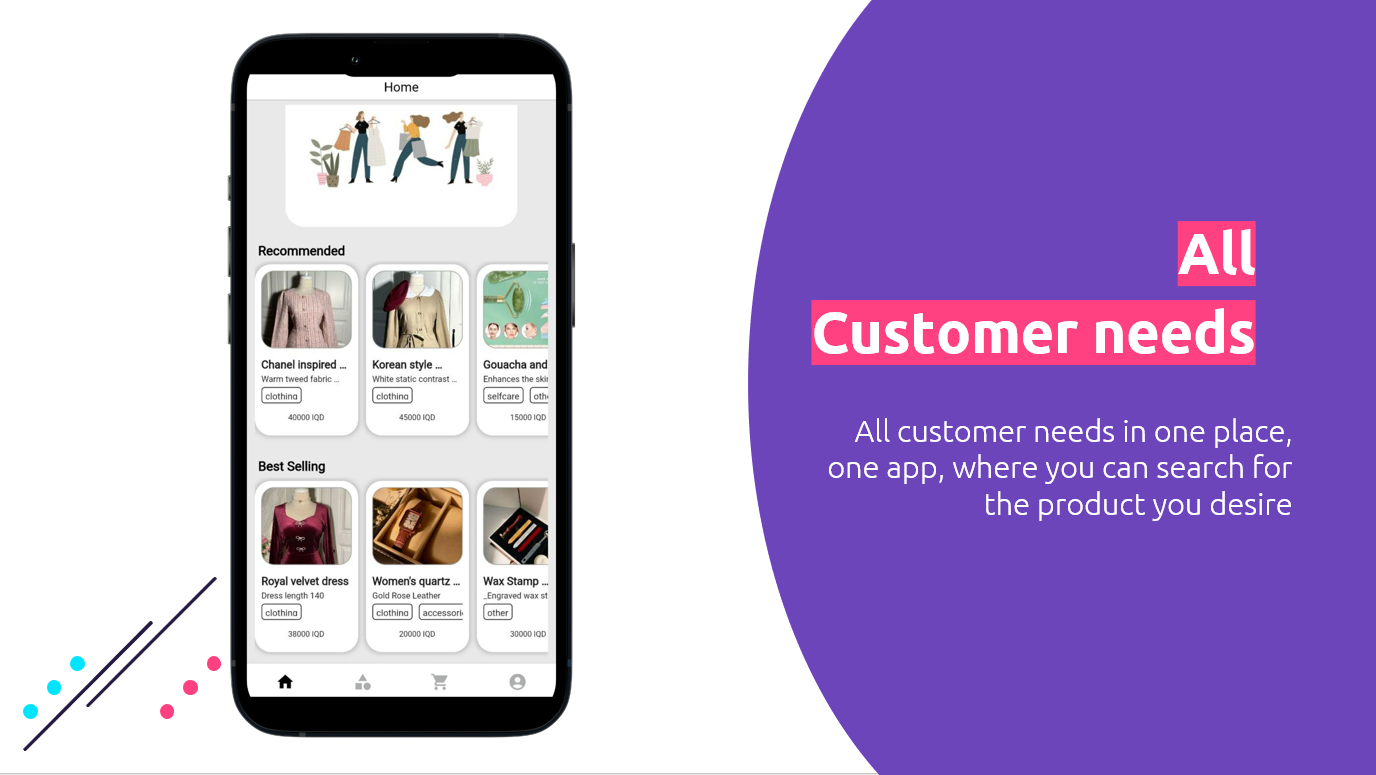 Home
Recommended
Chanel inspired ...
Warm tweed fabric ...
clothing
40000 IQD
Korean style ...
White static contrast ...
clothing
45000 IQD
Gouacha and
Enhances the skin
selfcare
15000 IQD
Best Selling
Royal velvet dress
Dress length 140
clothing
38000 IQD
Women's quartz ...
Gold Rose Leather
clothing
20000 IQD
Wax Stamp ...
_Engraved wax st
other
30000 IQD
All
Customer needs
All customer needs in one place,
one app, where you can search for
the product you desire